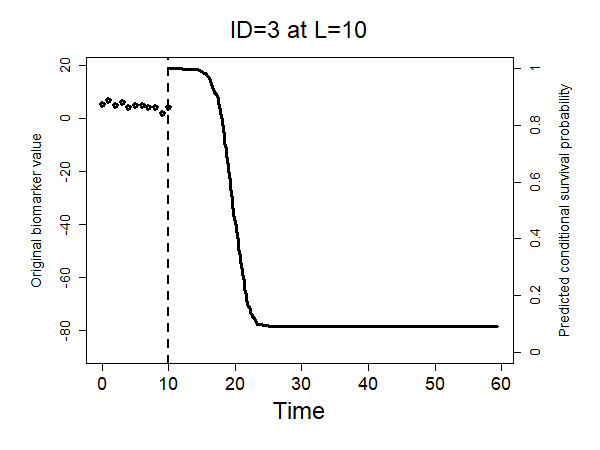 ID=3 at L=10
Original biomarker value
20
0
-20
-40
-60
-80
1
0.8
0.6
0.4
0.2
0
Predicted conditional survival probability
0 10 20 30 40 50 60
Time